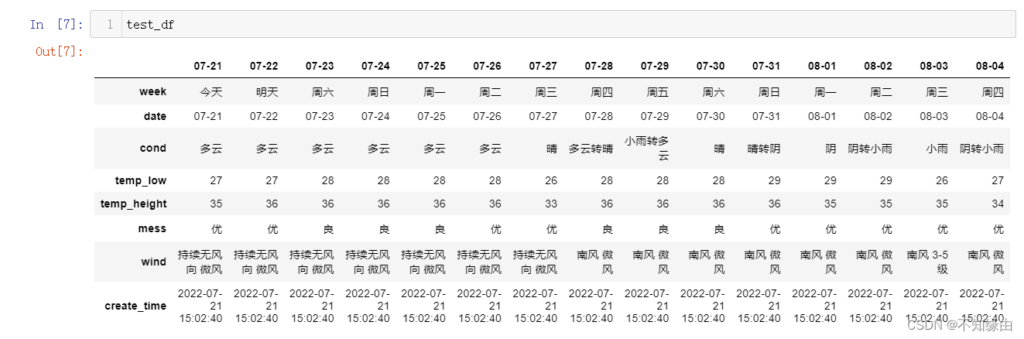 In [7]: 1 test_df
Out[7]:
07-21 07-22 07-23 07-24 07-25 07-26 07-27 07-28 07-29 07-30 07-31 08-01 08-02 08-03 08-04
week 今天 明天 周六 周日 周一 周二 周三 周四 周五 周六 周日 周一 周二 周三 周四
date 07-21 07-22 07-23 07-24 07-25 07-26 07-27 07-28 07-29 07-30 07-31 08-01 08-02 08-03 08-04
cond 多云 多云 多云 多云 多云 多云 晴 多云转晴 小雨转多云 晴 晴转阴 阴 阴转小雨 小雨 阴转小雨
temp_low 27 27 28 28 28 28 26 28 28 28 29 29 29 26 27
temp_height 35 36 36 36 36 36 33 36 36 36 36 35 35 35 34
mess 优 优 良 良 良 优 优 良 良 良 优 优 优 优 优
wind 持续无风向 微风 持续无风向 微风 持续无风向 微风 持续无风向 微风 持续无风向 微风 持续无风向 微风 持续无风向 微风 南风 微风 南风 微风 南风 微风 南风 微风 南风 微风 南风 微风 南风 3-5级 南风 微风
create_time 2022-07-21 15:02:40 2022-07-21 15:02:40 2022-07-21 15:02:40 2022-07-21 15:02:40 2022-07-21 15:02:40 2022-07-21 15:02:40 2022-07-21 15:02:40 2022-07-21 15:02:40 2022-07-21 15:02:40 2022-07-21 15:02:40 2022-07-21 15:02:40 2022-07-21 15:02:40 2022-07-21 15:02:40 2022-07-21 15:02:40 2022-07-21 15:02:40
CSDN @不知缘由